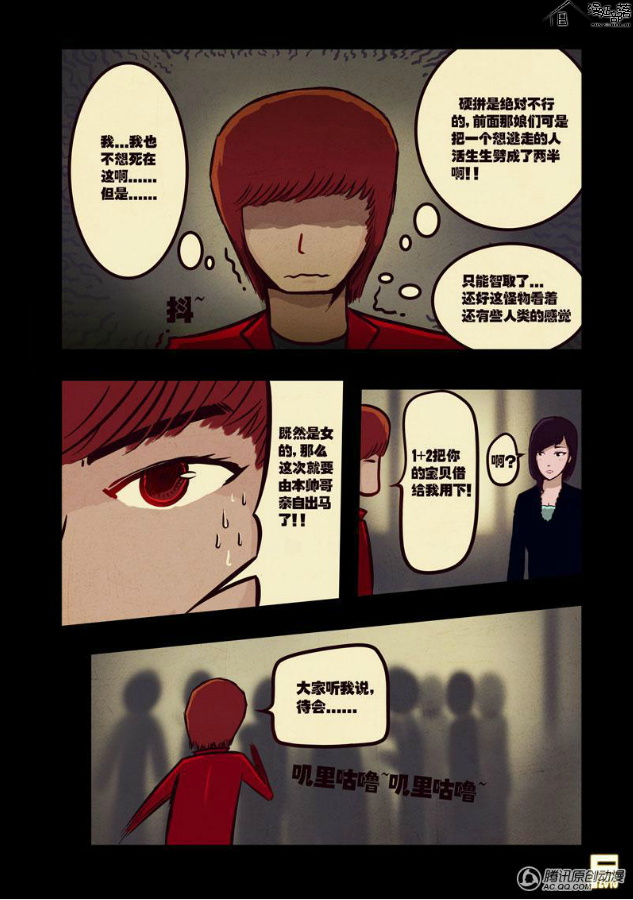 漫画部落
我...我也
不想死在
这啊......
但是......
硬拼是绝对不行
的，前面那娘们可是
把一个想逃走的人
活生生劈成了两半
啊！！
只能智取了...
还好这怪物看着
还有些人类的感觉
抖~
既然是女
的，那么
这次就要
由本帅哥
亲自出马
了！！
1+2把你
的宝贝借
给我用下！
啊？
大家听我说，
待会......
叽里咕噜~叽里咕噜~
腾讯原创动漫
AC.QQ.COM